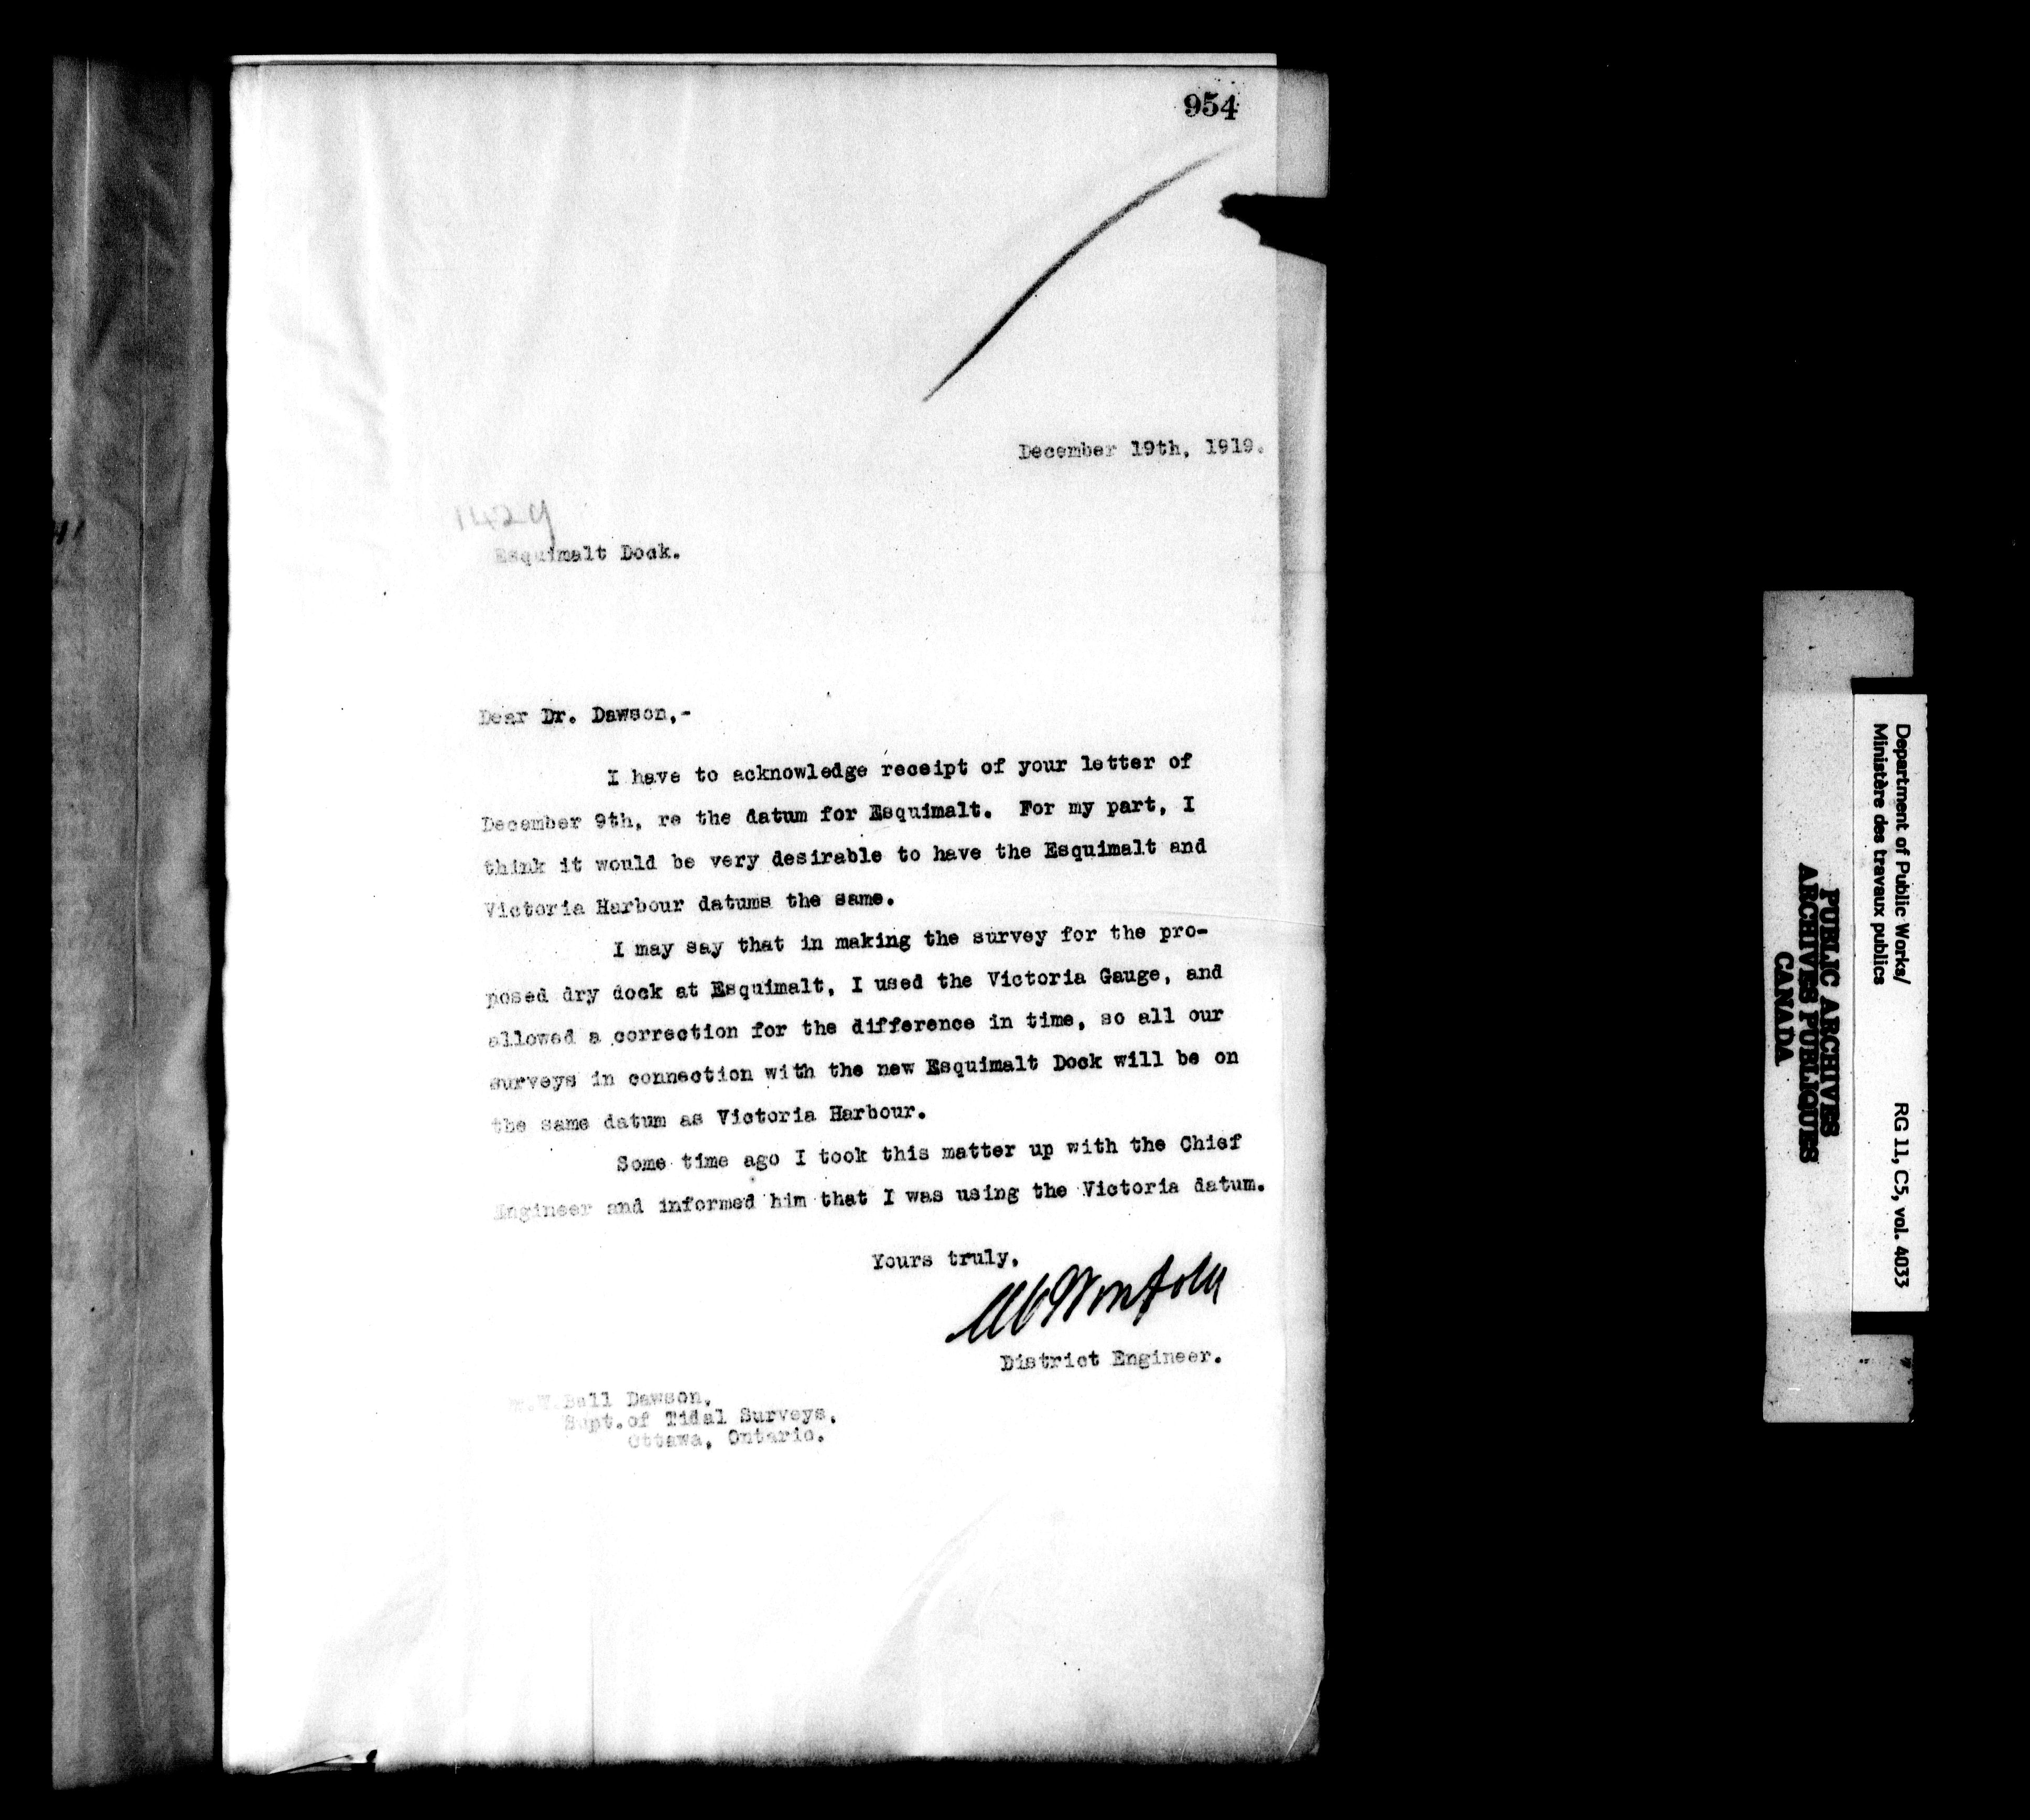 954
December 19th, 1919.
1429
Esquimalt Dock.
Dear Dr. Dawson,-
I have to acknowledge receipt of your letter of
December 9th, re the datum for Esquimalt. For my part, I
think it would be very desirable to have the Esquimalt and
Victoria Harbour datums the same.
I may say that in making the survey for the pro-
posed dry dock at Esquimalt, I used the Victoria Gauge, and
allowed a correction for the difference in time, so all our
surveys in connection with the new Esquimalt Dock will be on
the same datum as Victoria Harbour.
Some time ago I took this matter up with the Chief
Engineer and informed him that I was using the Victoria datum.
Yours truly,
District Engineer.
W.Bell Dawson,
Supt.of Tidal Surveys,
Ottawa, Ontario.
Department of Public Works/
Ministère des travaux publics
RG 11, C5, vol. 4033
PUBLIC ARCHIVES
ARCHIVES PUBLIQUES
CANADA